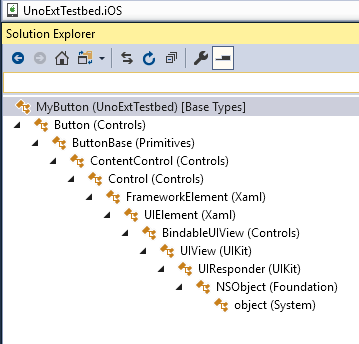 UnoExtTestbed.iOS
Solution Explorer
MyButton (UnoExtTestbed) [Base Types]
Button (Controls)
ButtonBase (Primitives)
ContentControl (Controls)
Control (Controls)
FrameworkElement (Xaml)
UIElement (Xaml)
BindableUIView (Controls)
UIView (UIKit)
UIResponder (UIKit)
NSObject (Foundation)
object (System)